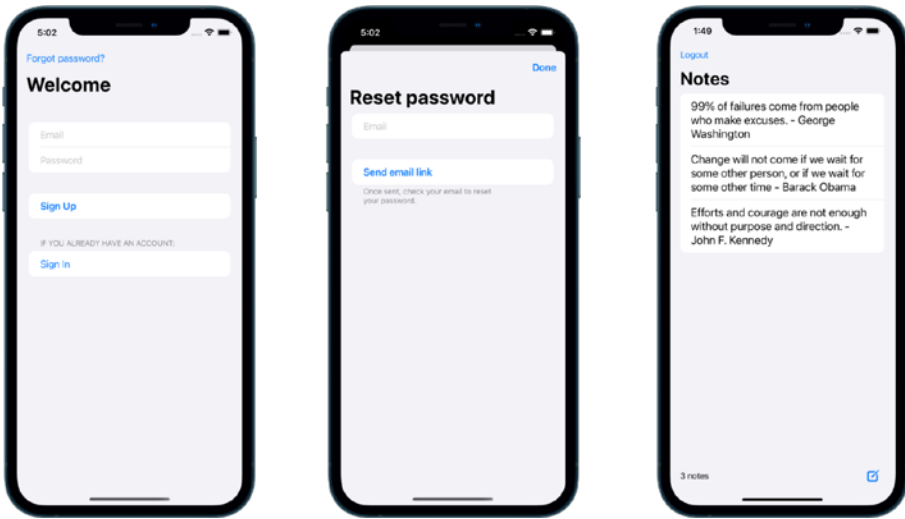 5:02
Forgot password?
Welcome
Email
Password
Sign Up
IF YOU ALREADY HAVE AN ACCOUNT:
Sign In
5:02
Done
Reset password
Email
Send email link
Once sent, check your email to reset
your password.
1:49
Logout
Notes
99% of failures come from people
who make excuses. - George
Washington
Change will not come if we wait for
some other person, or if we wait for
some other time - Barack Obama
Efforts and courage are not enough
without purpose and direction. -
John F. Kennedy
3 notes